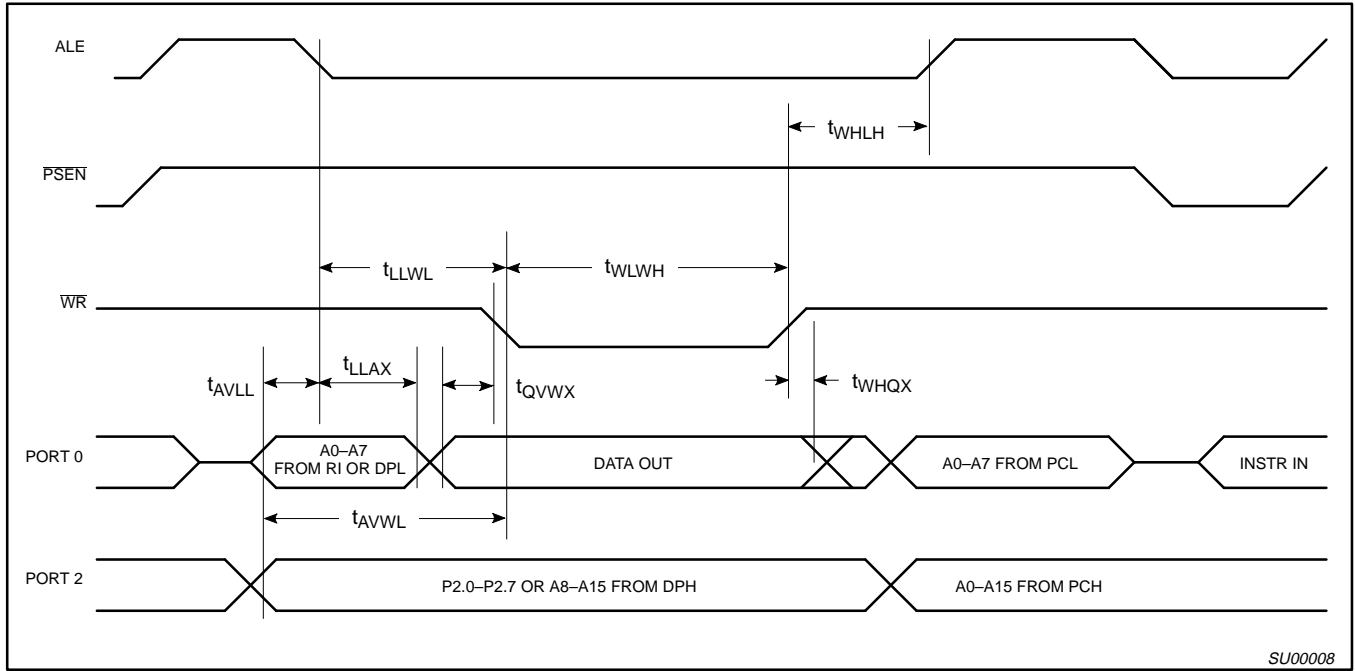 ALE
tWHLH
PSEN
tLLWL
tWLWH
WR
tAVLL
tLLAX
tQVWX
tWHQX
PORT 0
A0–A7
FROM RI OR DPL
DATA OUT
A0–A7 FROM PCL
INSTR IN
tAVWL
PORT 2
P2.0–P2.7 OR A8–A15 FROM DPH
A0–A15 FROM PCH
SU00008